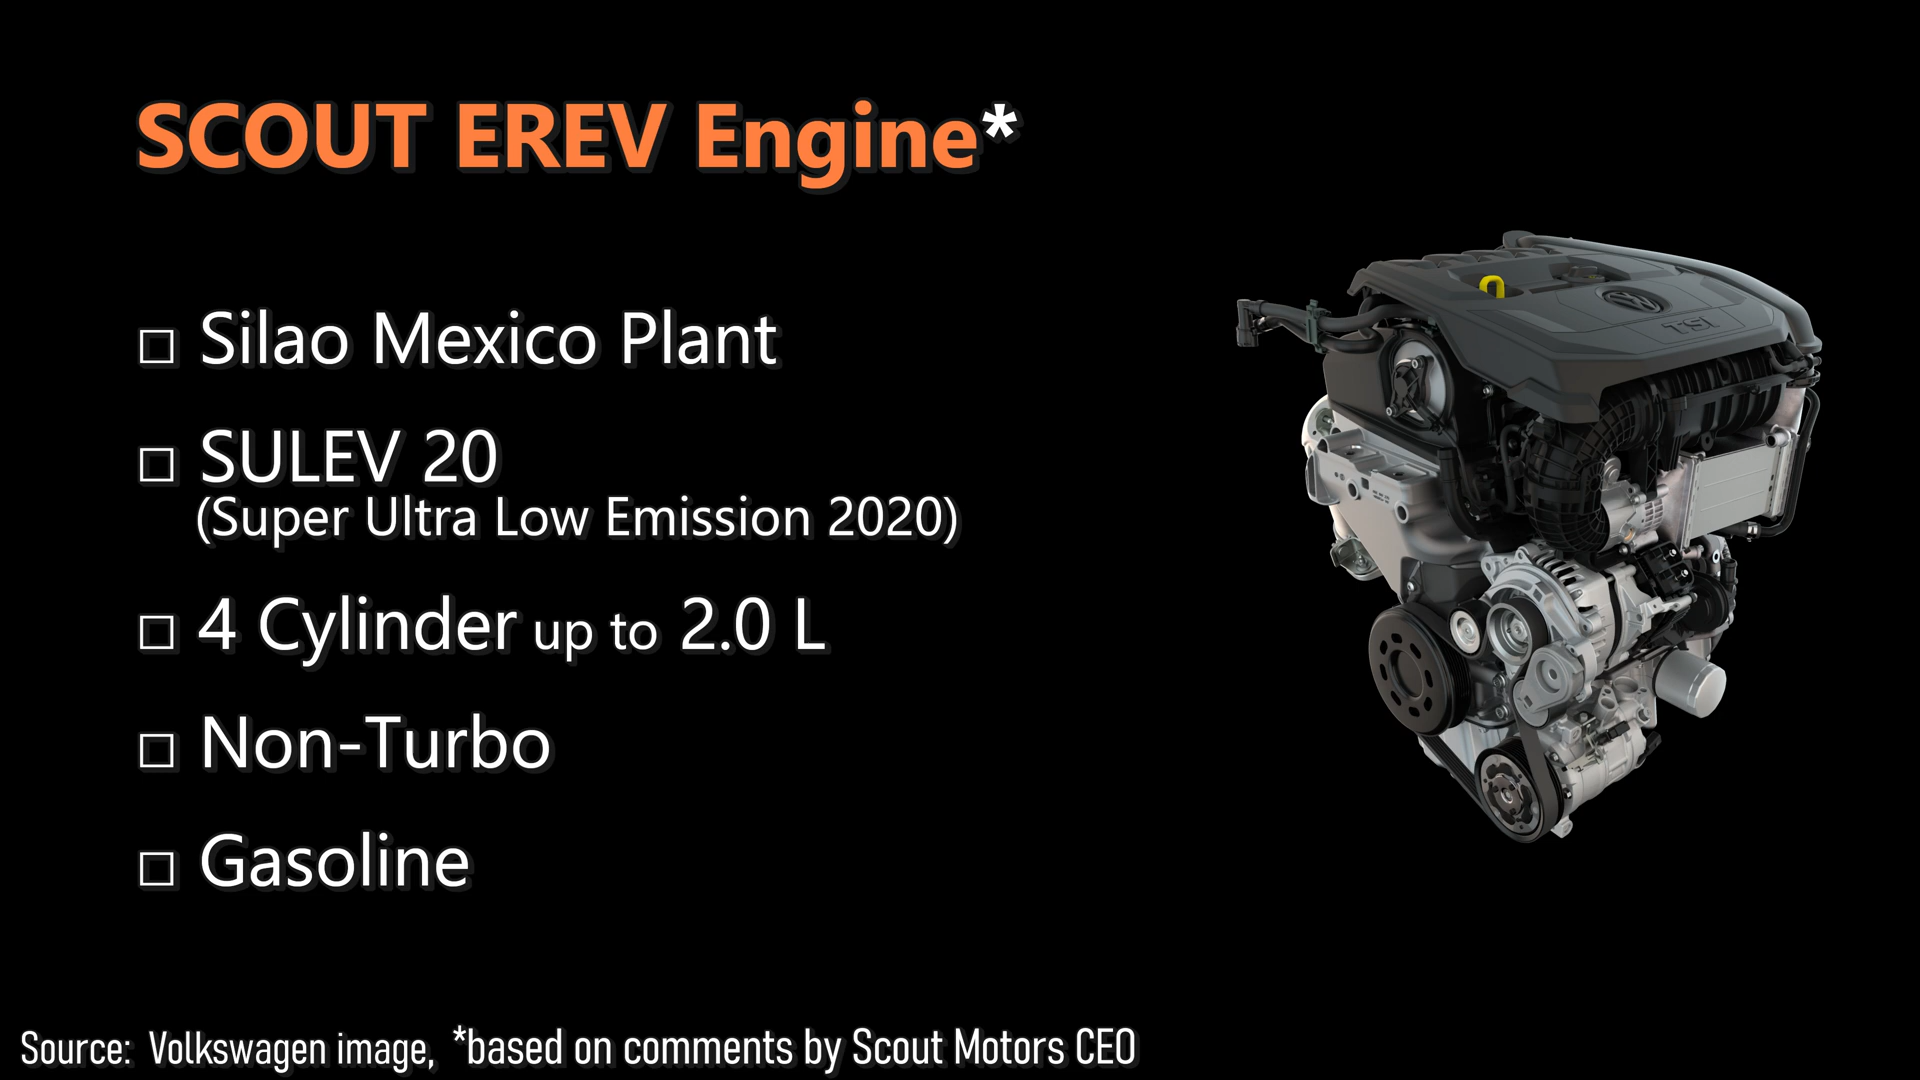 SCOUT EREV Engine*
□ Silao Mexico Plant
□ SULEV 20
(Super Ultra Low Emission 2020)
□ 4 Cylinder up to 2.0 L
□ Non-Turbo
□ Gasoline
TSI
Source: Volkswagen image, *based on comments by Scout Motors CEO